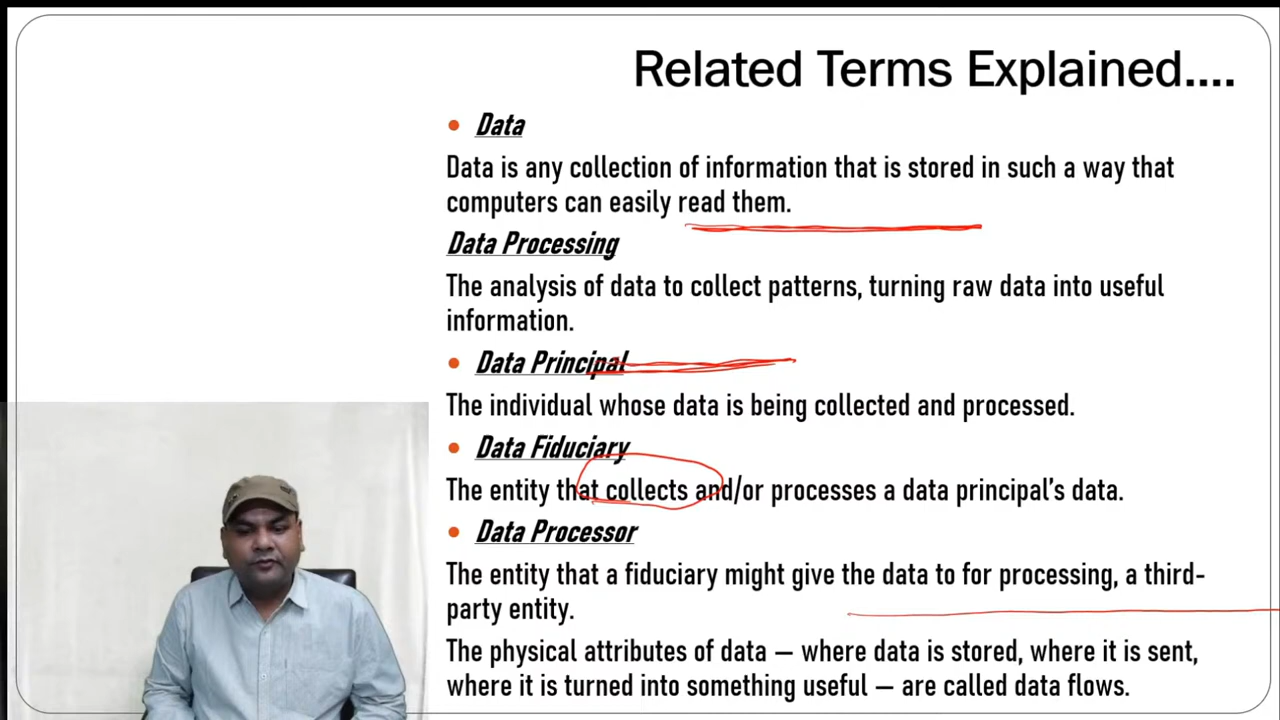 Related Terms Explained....
• Data
Data is any collection of information that is stored in such a way that
computers can easily read them.
Data Processing
The analysis of data to collect patterns, turning raw data into useful
information.
• Data Principal
The individual whose data is being collected and processed.
• Data Fiduciary
The entity that collects and/or processes a data principal's data.
• Data Processor
The entity that a fiduciary might give the data to for processing, a third-
party entity.
The physical attributes of data — where data is stored, where it is sent,
where it is turned into something useful — are called data flows.